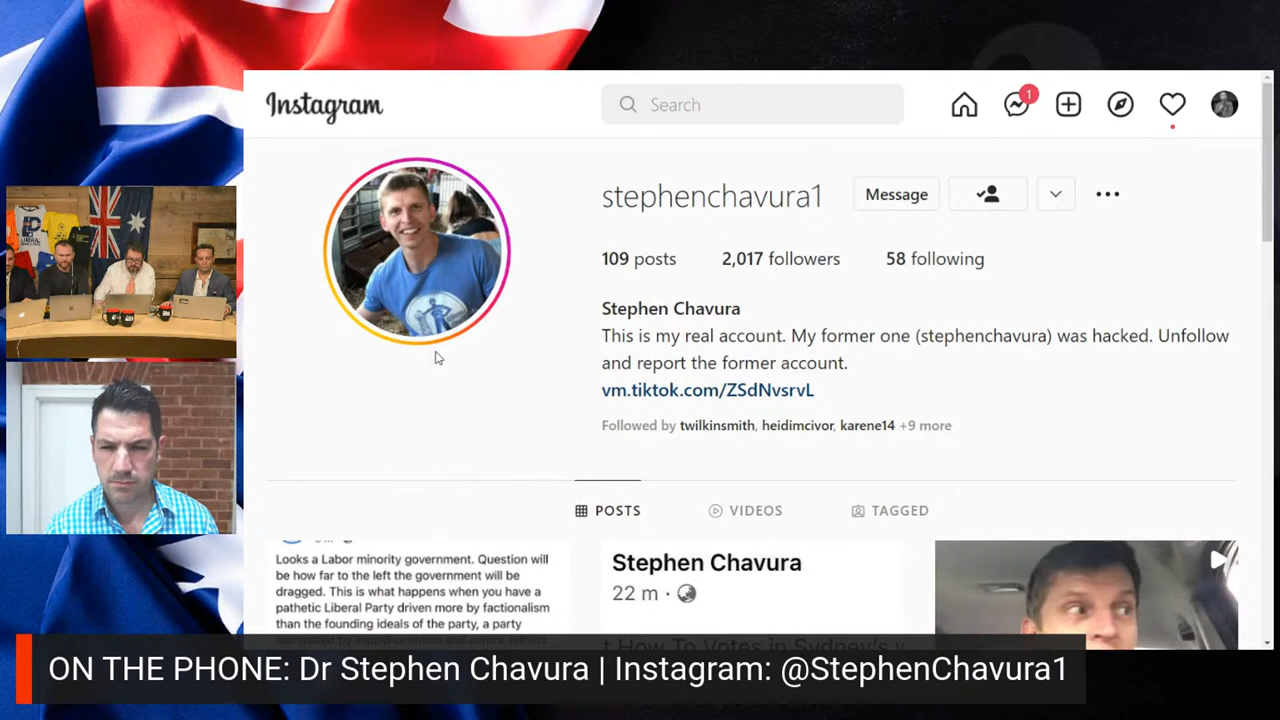 Instagram
Search
1
stephenchavura1
Message
109 posts
2,017 followers
58 following
Stephen Chavura
This is my real account. My former one (stephenchavura) was hacked. Unfollow
and report the former account.
vm.tiktok.com/ZSdNvsrvL
Followed by twilkinsmith, heidimcivor, karene14 +9 more
POSTS
VIDEOS
TAGGED
Looks a Labor minority government. Question will
be how far to the left the government will be
dragged. This is what happens when you have a
pathetic Liberal Party driven more by factionalism
than the founding ideals of the party, a party
Stephen Chavura
22 m ·
t How To Votes in Sydney's
ON THE PHONE: Dr Stephen Chavura | Instagram: @StephenChavura1